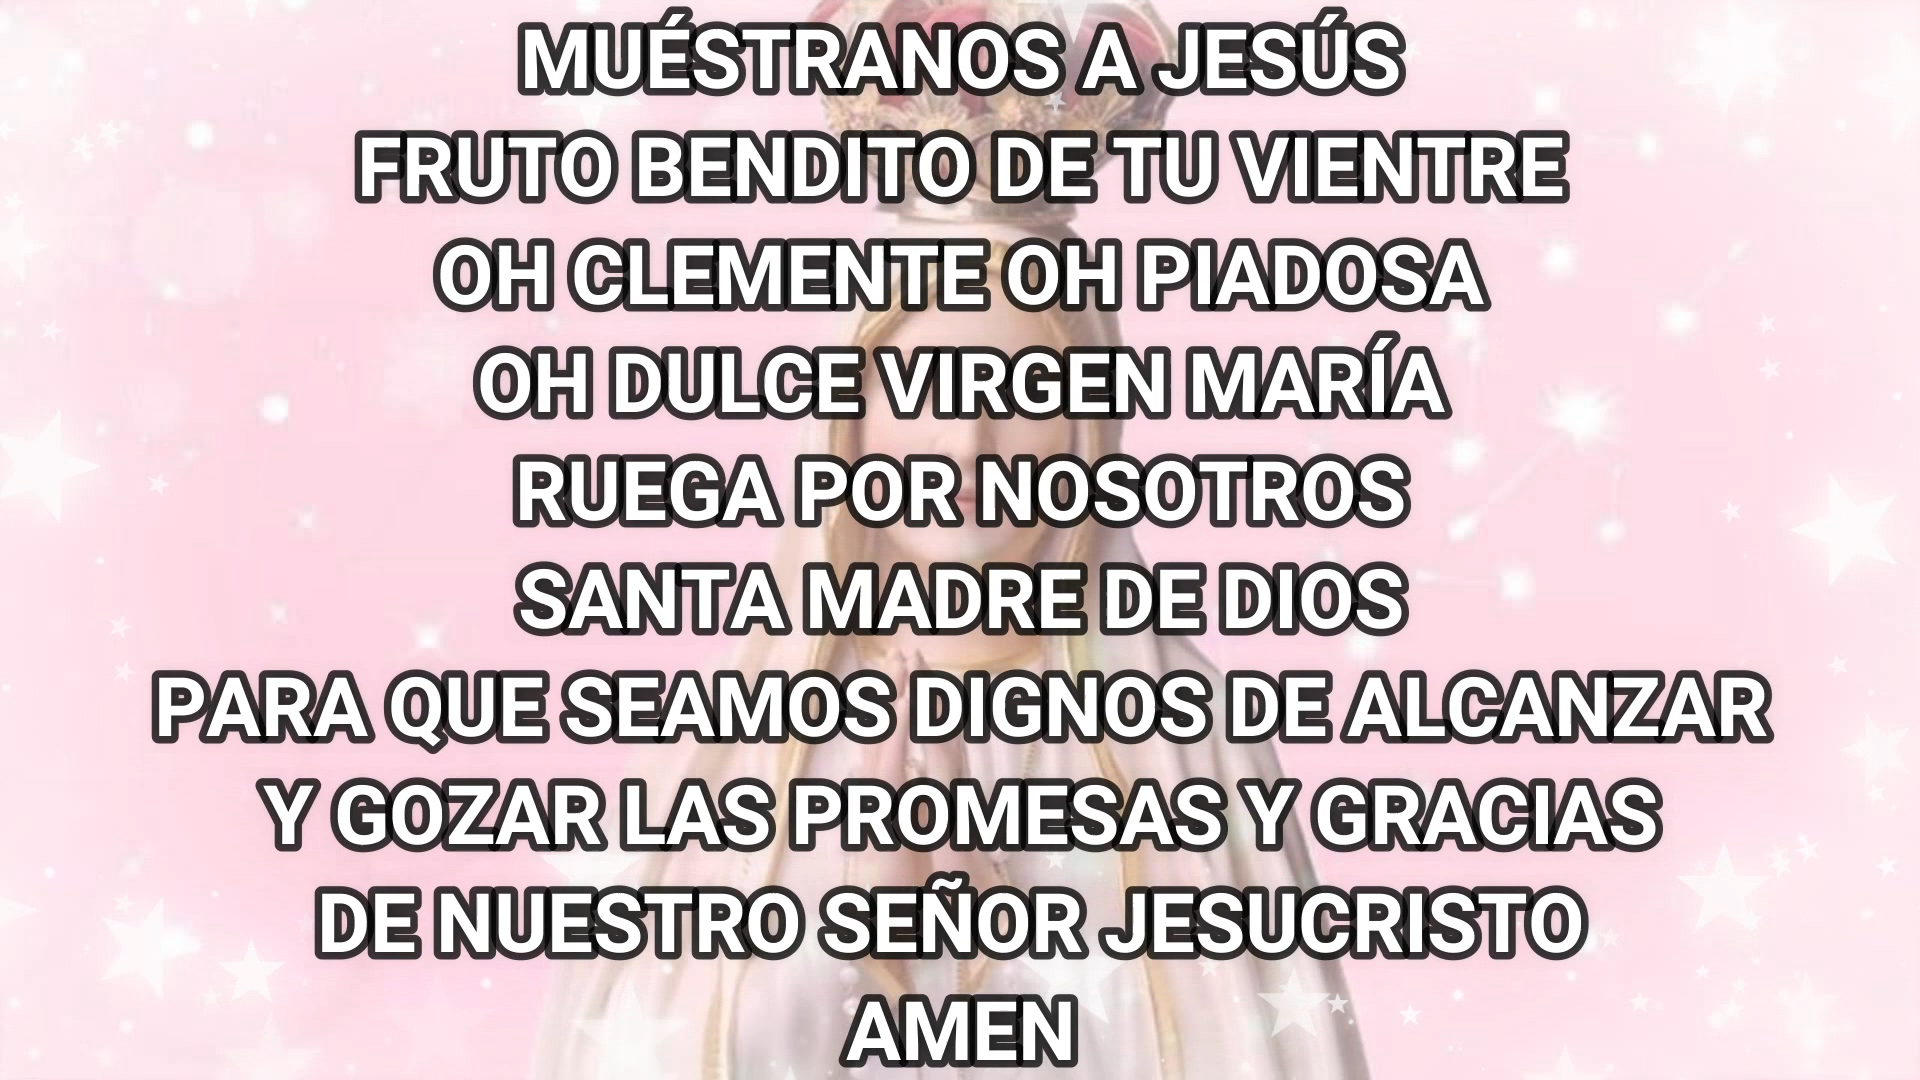 MUÉSTRANOS A JESÚS
FRUTO BENDITO DE TU VIENTRE
OH CLEMENTE OH PIADOSA
OH DULCE VIRGEN MARÍA
RUEGA POR NOSOTROS
SANTA MADRE DE DIOS
PARA QUE SEAMOS DIGNOS DE ALCANZAR
Y GOZAR LAS PROMESAS Y GRACIAS
DE NUESTRO SEÑOR JESUCRISTO
AMEN